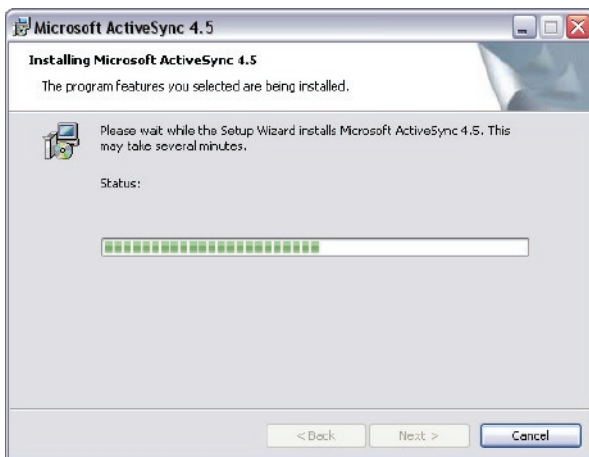 Microsoft ActiveSync 4.5
Installing Microsoft ActiveSync 4.5
The program features you selected are being installed.
Please wait while the Setup Wizard installs Microsoft ActiveSync 4.5. This
may take several minutes.
Status:
< Back
Next >
Cancel